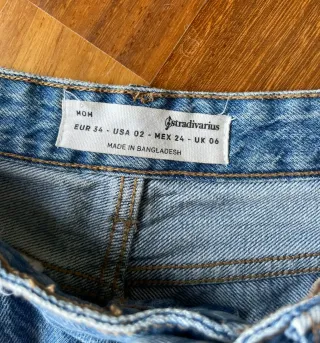 MOM
stradivarius
EUR 34 - USA 02 - MEX 24 - UK 06
MADE IN BANGLADESH